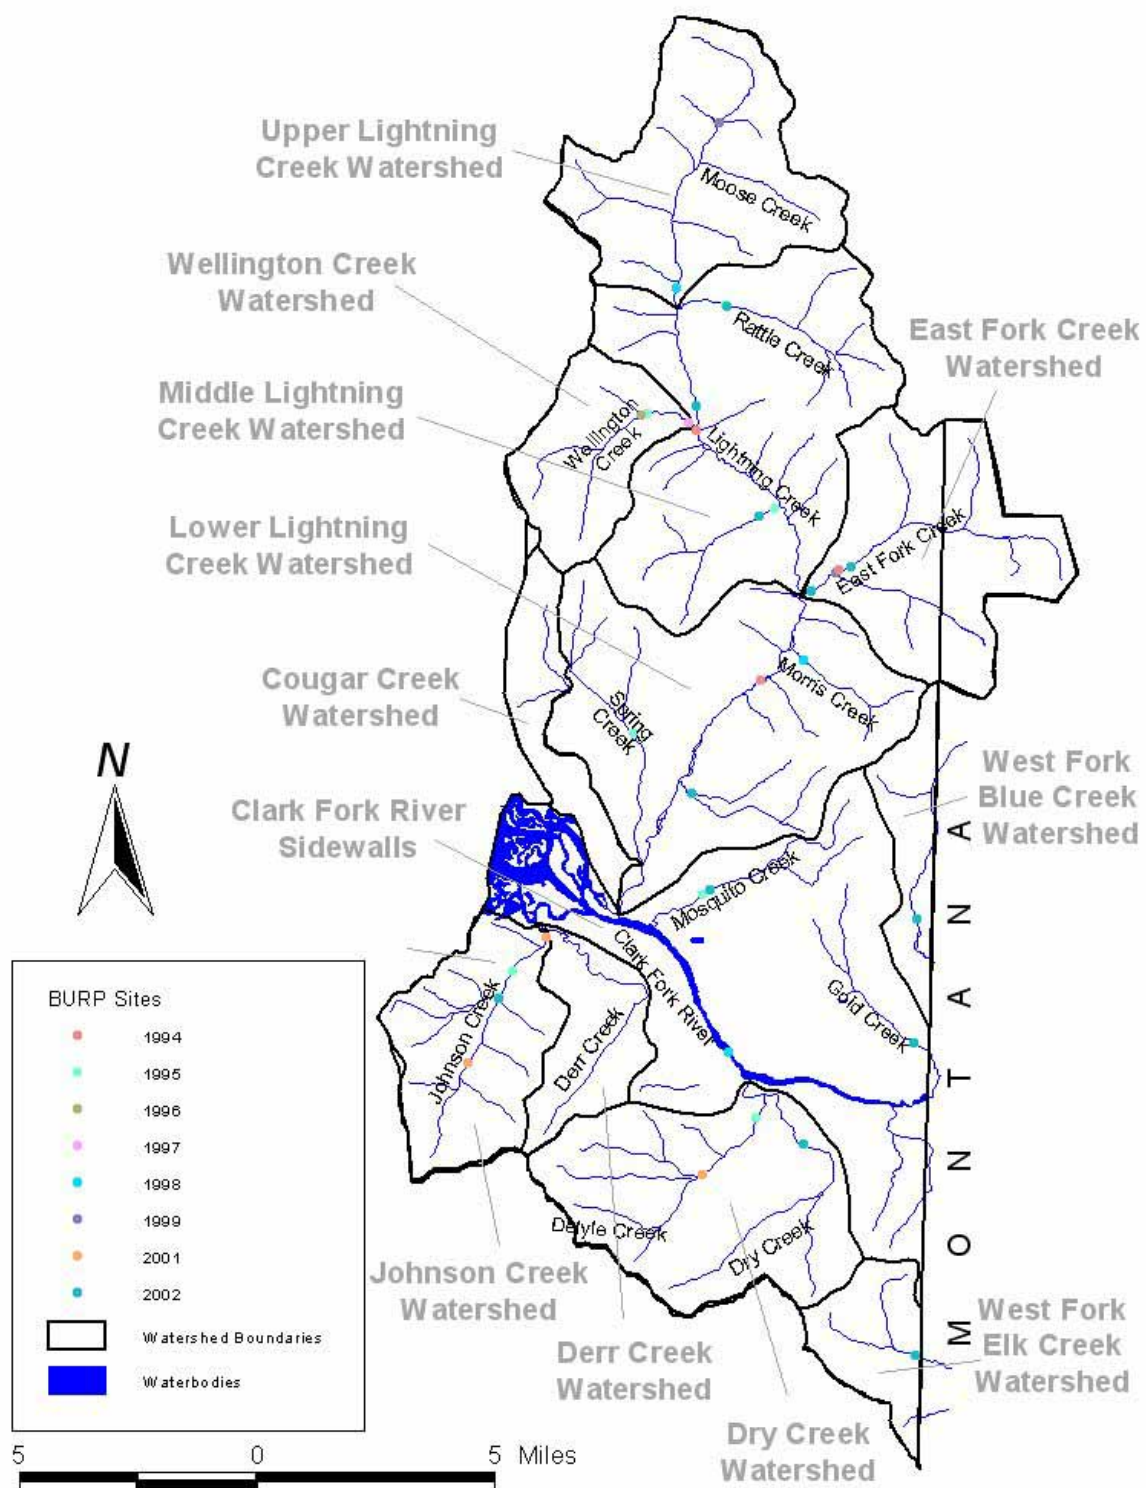 Upper Lightning
Creek Watershed
Moose Creek
Wellington Creek
Watershed
Rattle Creek
East Fork Creek
Watershed
Middle Lightning
Creek Watershed
Wellington
Creek
Lightning Creek
Lower Lightning
Creek Watershed
East Fork Creek
Cougar Creek
Watershed
Spring
Creek
Morris Creek
N
West Fork
Blue Creek
Watershed
Clark Fork River
Sidewalls
Mosquito Creek
Clark Fork River
Gold Creek
Johnson Creek
Derr Creek
MONTANA
BURP Sites
1994
1995
1996
1997
1998
1999
2001
2002
Watershed Boundaries
Waterbodies
Delyle Creek
Dry Creek
Johnson Creek
Watershed
Derr Creek
Watershed
West Fork
Elk Creek
Watershed
Dry Creek
Watershed
5 0 5 Miles